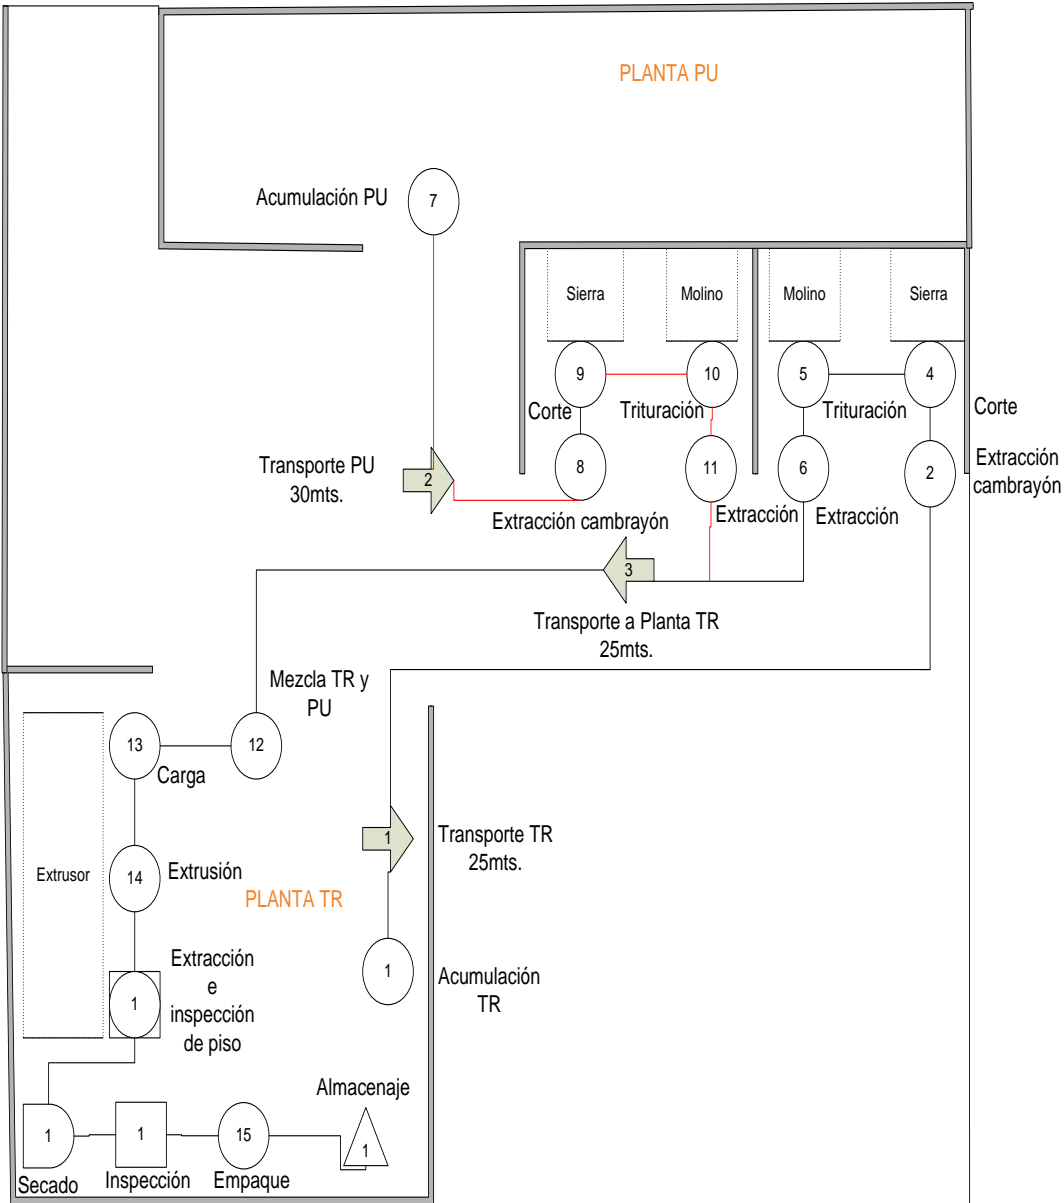 PLANTA PU
Acumulación PU
7
Sierra
Molino
Molino
Sierra
9
10
5
4
Corte
Trituración
Trituración
Corte
Transporte PU
30mts.
2
8
11
6
2
Extracción
cambrayón
Extracción cambrayón
Extracción
Extracción
3
Transporte a Planta TR
25mts.
Mezcla TR y
PU
13
12
Carga
1
Transporte TR
25mts.
Extrusor
14
Extrusión
PLANTA TR
Extracción
e
inspección
de piso
1
1
Acumulación
TR
Almacenaje
1
1
15
1
Secado
Inspección
Empaque